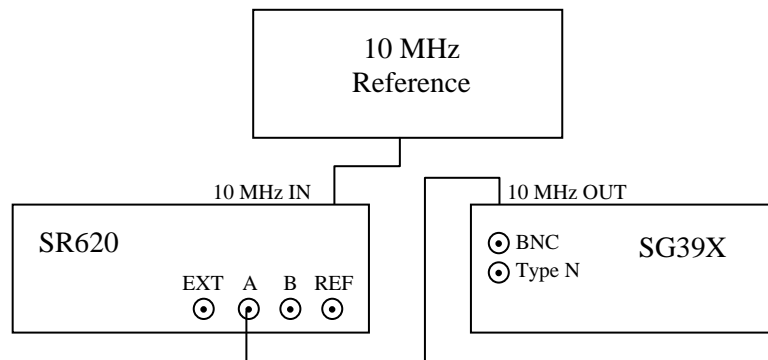 10 MHz
Reference
10 MHz IN
10 MHz OUT
SR620
EXT A B REF
BNC
Type N
SG39X